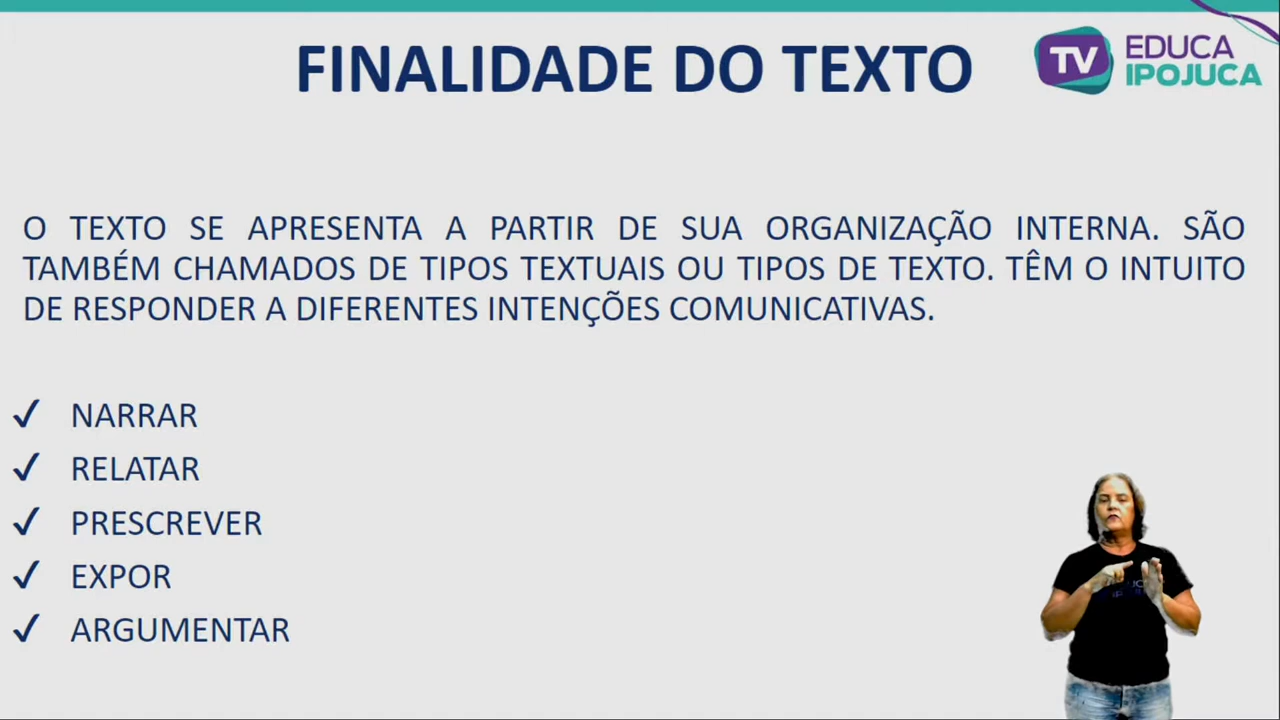 FINALIDADE DO TEXTO
TV EDUCA
IPOJUCA
O TEXTO SE APRESENTA A PARTIR DE SUA ORGANIZAÇÃO INTERNA. SÃO
TAMBÉM CHAMADOS DE TIPOS TEXTUAIS OU TIPOS DE TEXTO. TÊM O INTUITO
DE RESPONDER A DIFERENTES INTENÇÕES COMUNICATIVAS.
✓ NARRAR
✓ RELATAR
✓ PRESCREVER
✓ EXPOR
✓ ARGUMENTAR